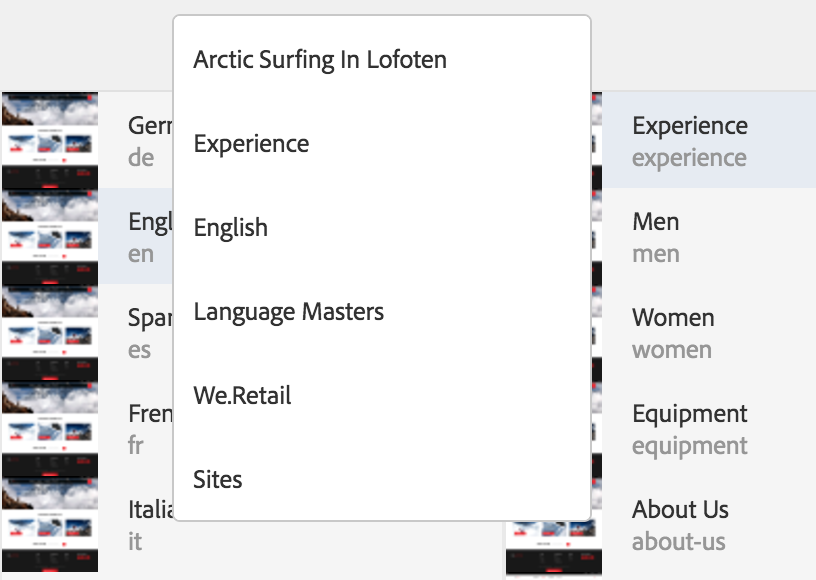 Arctic Surfing In Lofoten
Experience
English
Language Masters
We.Retail
Sites
de
en
es
fr
it
Experience
experience
Men
men
Women
women
Equipment
equipment
About Us
about-us